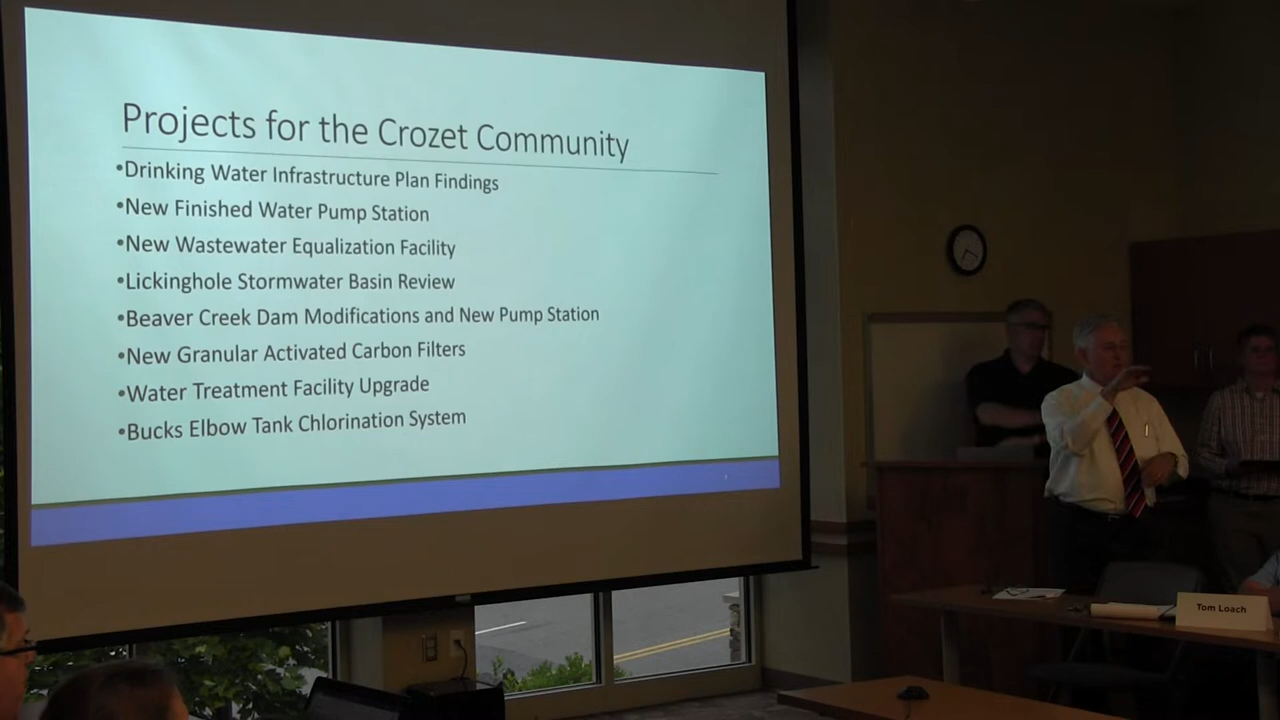 Projects for the Crozet Community
•Drinking Water Infrastructure Plan Findings
•New Finished Water Pump Station
•New Wastewater Equalization Facility
•Lickinghole Stormwater Basin Review
•Beaver Creek Dam Modifications and New Pump Station
•New Granular Activated Carbon Filters
•Water Treatment Facility Upgrade
•Bucks Elbow Tank Chlorination System
Tom Loach